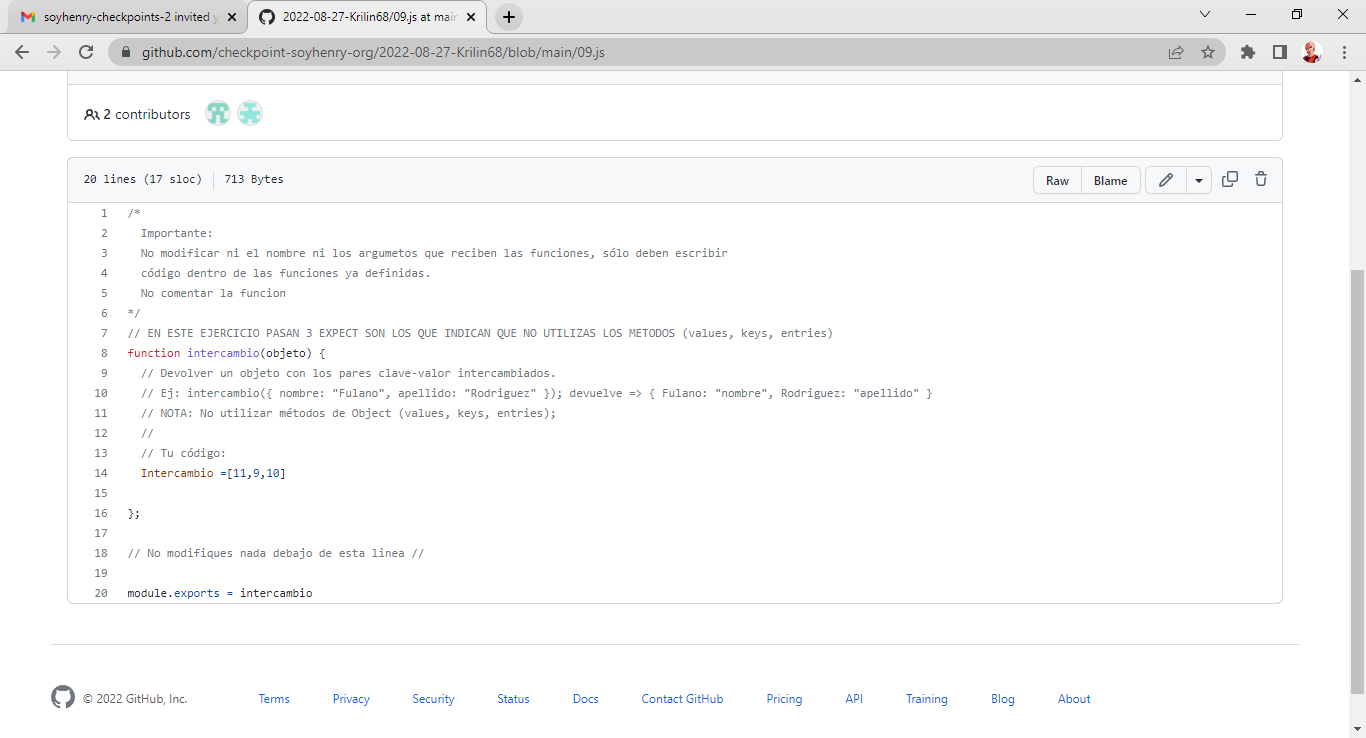 soyhenry-checkpoints-2 invited y
2022-08-27-Krilin68/09.js at main
github.com/checkpoint-soyhenry-org/2022-08-27-Krilin68/blob/main/09.js
2 contributors
20 lines (17 sloc) 713 Bytes
Raw Blame
1 /*
2 Importante:
3 No modificar ni el nombre ni los argumetos que reciben las funciones, sólo deben escribir
4 código dentro de las funciones ya definidas.
5 No comentar la funcion
6 */
7 // EN ESTE EJERCICIO PASAN 3 EXPECT SON LOS QUE INDICAN QUE NO UTILIZAS LOS METODOS (values, keys, entries)
8 function intercambio(objeto) {
9 // Devolver un objeto con los pares clave-valor intercambiados.
10 // Ej: intercambio({ nombre: "Fulano", apellido: "Rodriguez" }); devuelve => { Fulano: "nombre", Rodriguez: "apellido" }
11 // NOTA: No utilizar métodos de Object (values, keys, entries);
12 //
13 // Tu código:
14 Intercambio =[11,9,10]
15
16 };
17
18 // No modifiques nada debajo de esta linea //
19
20 module.exports = intercambio
© 2022 GitHub, Inc. Terms Privacy Security Status Docs Contact GitHub Pricing API Training Blog About